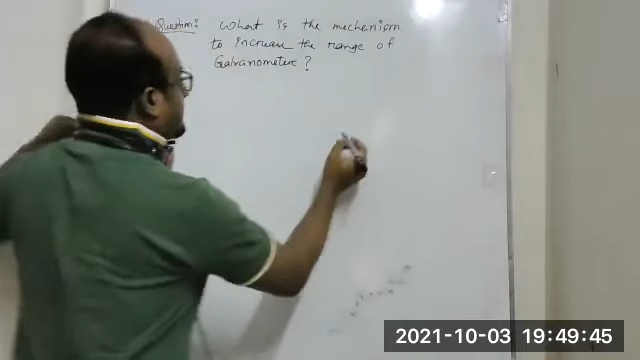 Question: What is the mechanism
to increase the range of
Galvanometer ?
2021-10-03 19:49:45